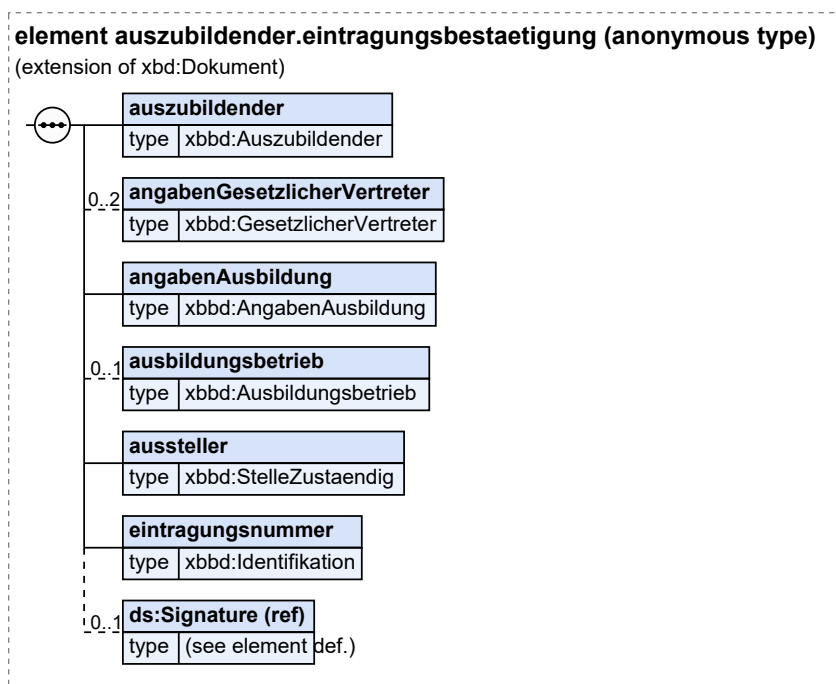 element auszubildender.eintragungsbestaetigung (anonymous type)
(extension of xbd:Dokument)
auszubildender
type xbbd:Auszubildender
0..2
angabenGesetzlicherVertreter
type xbbd:GesetzlicherVertreter
angabenAusbildung
type xbbd:AngabenAusbildung
0..1
ausbildungsbetrieb
type xbbd:Ausbildungsbetrieb
aussteller
type xbbd:StelleZustaendig
eintragungsnummer
type xbbd:Identifikation
0..1
ds:Signature (ref)
type (see element def.)